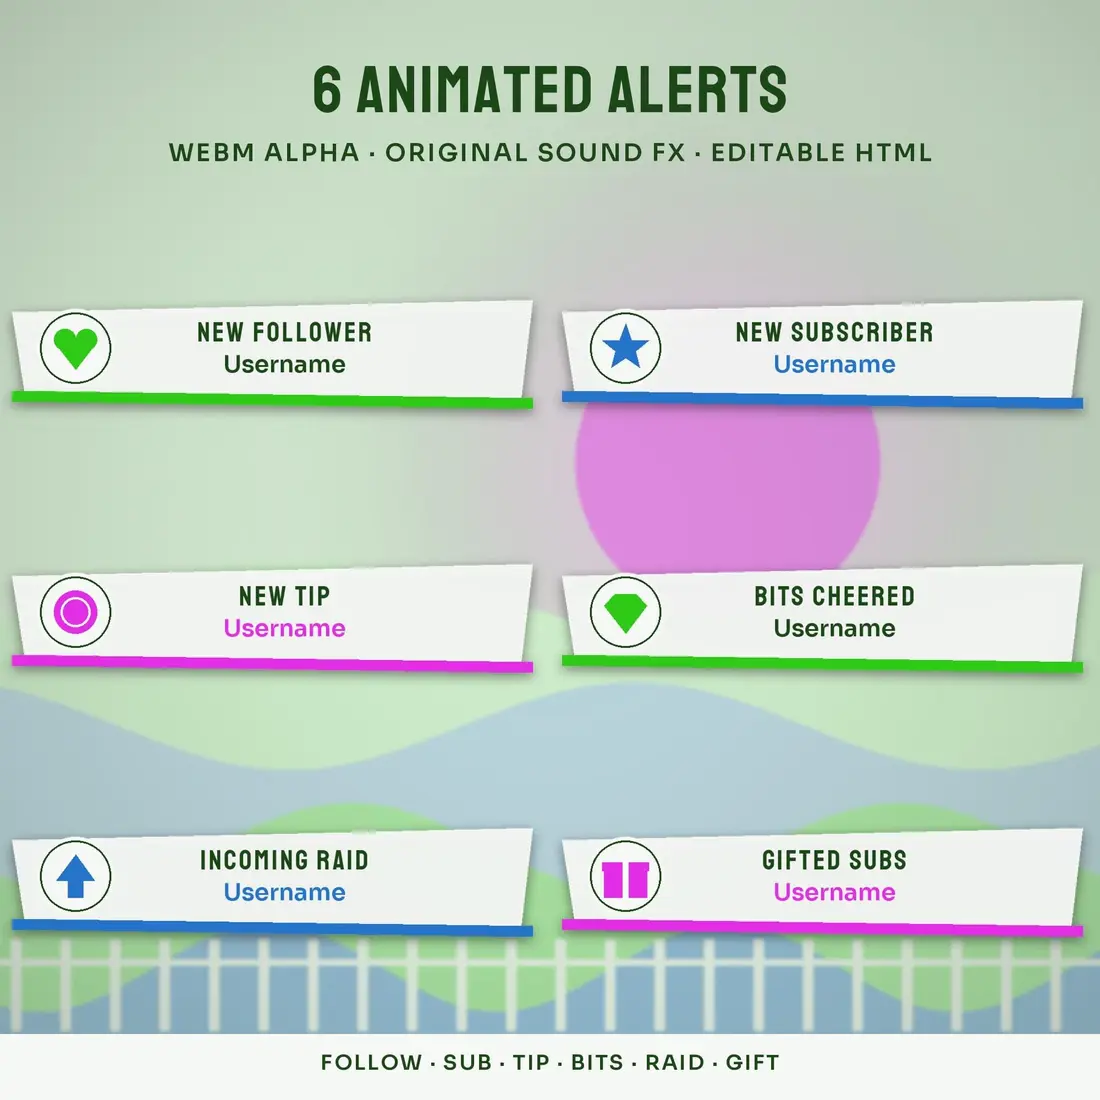 6 ANIMATED ALERTS
WEBM ALPHA · ORIGINAL SOUND FX · EDITABLE HTML
NEW FOLLOWER
Username
NEW SUBSCRIBER
Username
NEW TIP
Username
BITS CHEERED
Username
INCOMING RAID
Username
GIFTED SUBS
Username
FOLLOW · SUB · TIP · BITS · RAID · GIFT